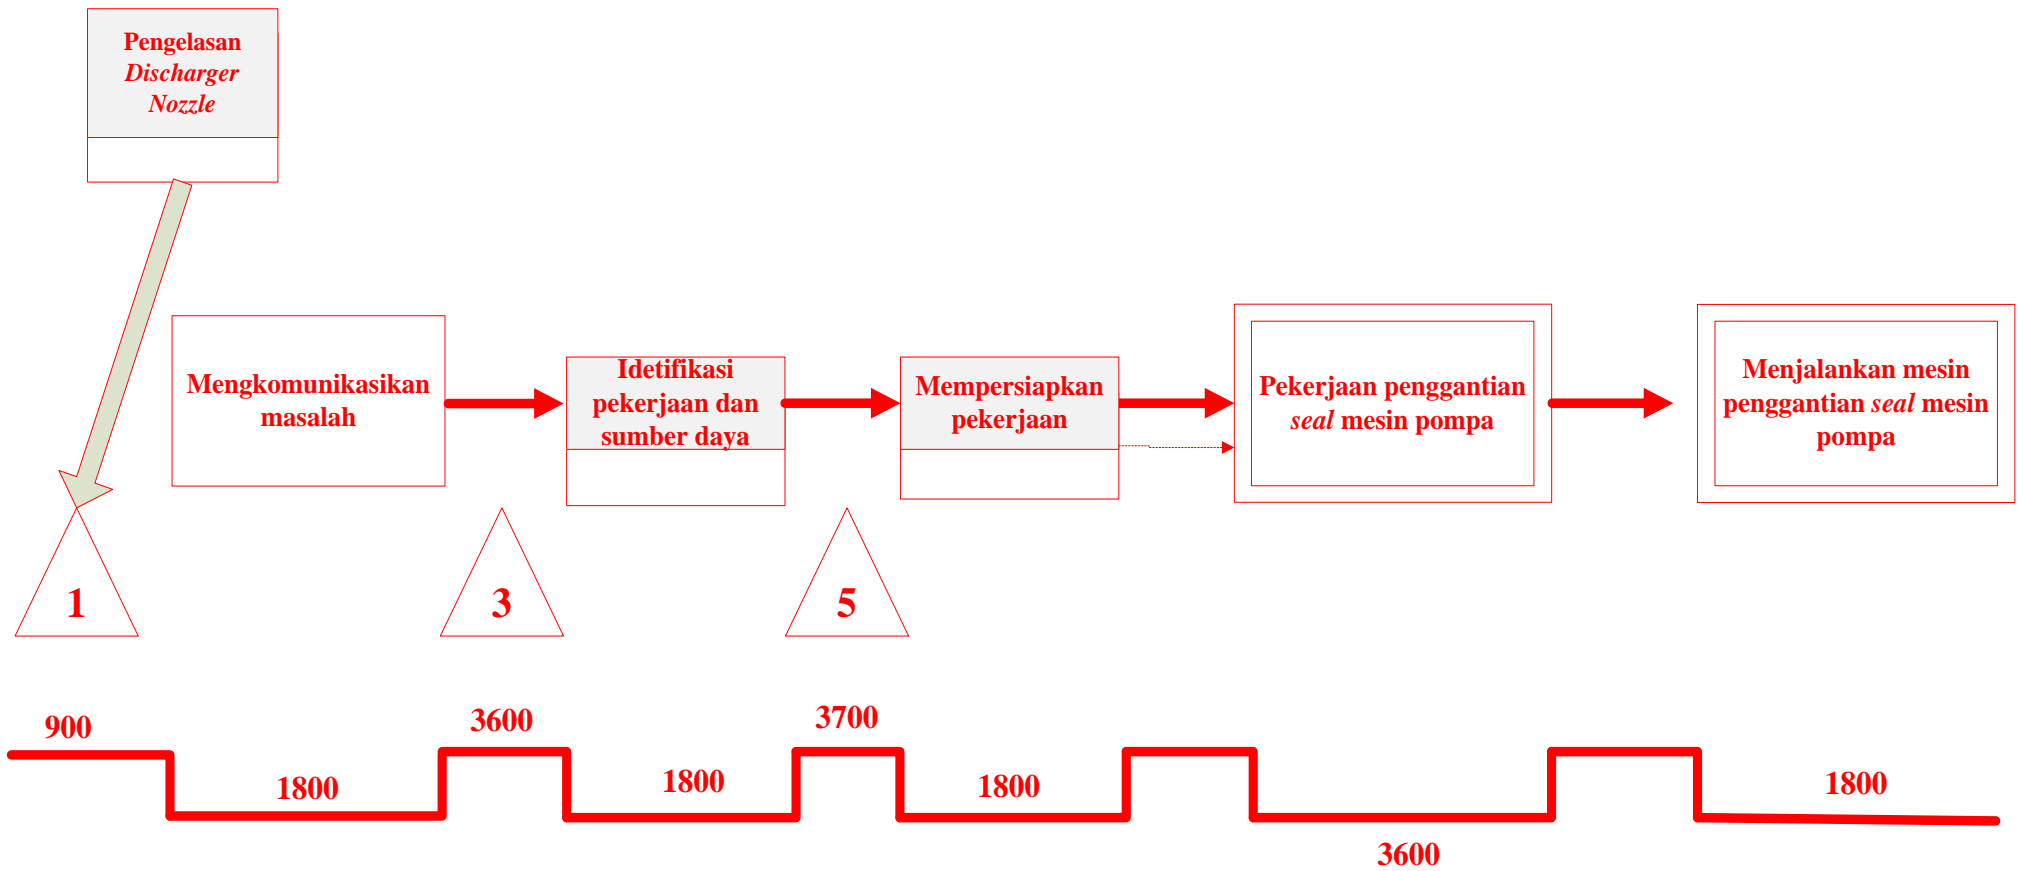 Pengelasan
Discharger
Nozzle
Mengkomunikasikan
masalah
Idetifikasi
pekerjaan dan
sumber daya
Mempersiapkan
pekerjaan
Pekerjaan penggantian
seal mesin pompa
Menjalankan mesin
penggantian seal mesin
pompa
1
3
5
900
3600
3700
1800
1800
1800
1800
3600